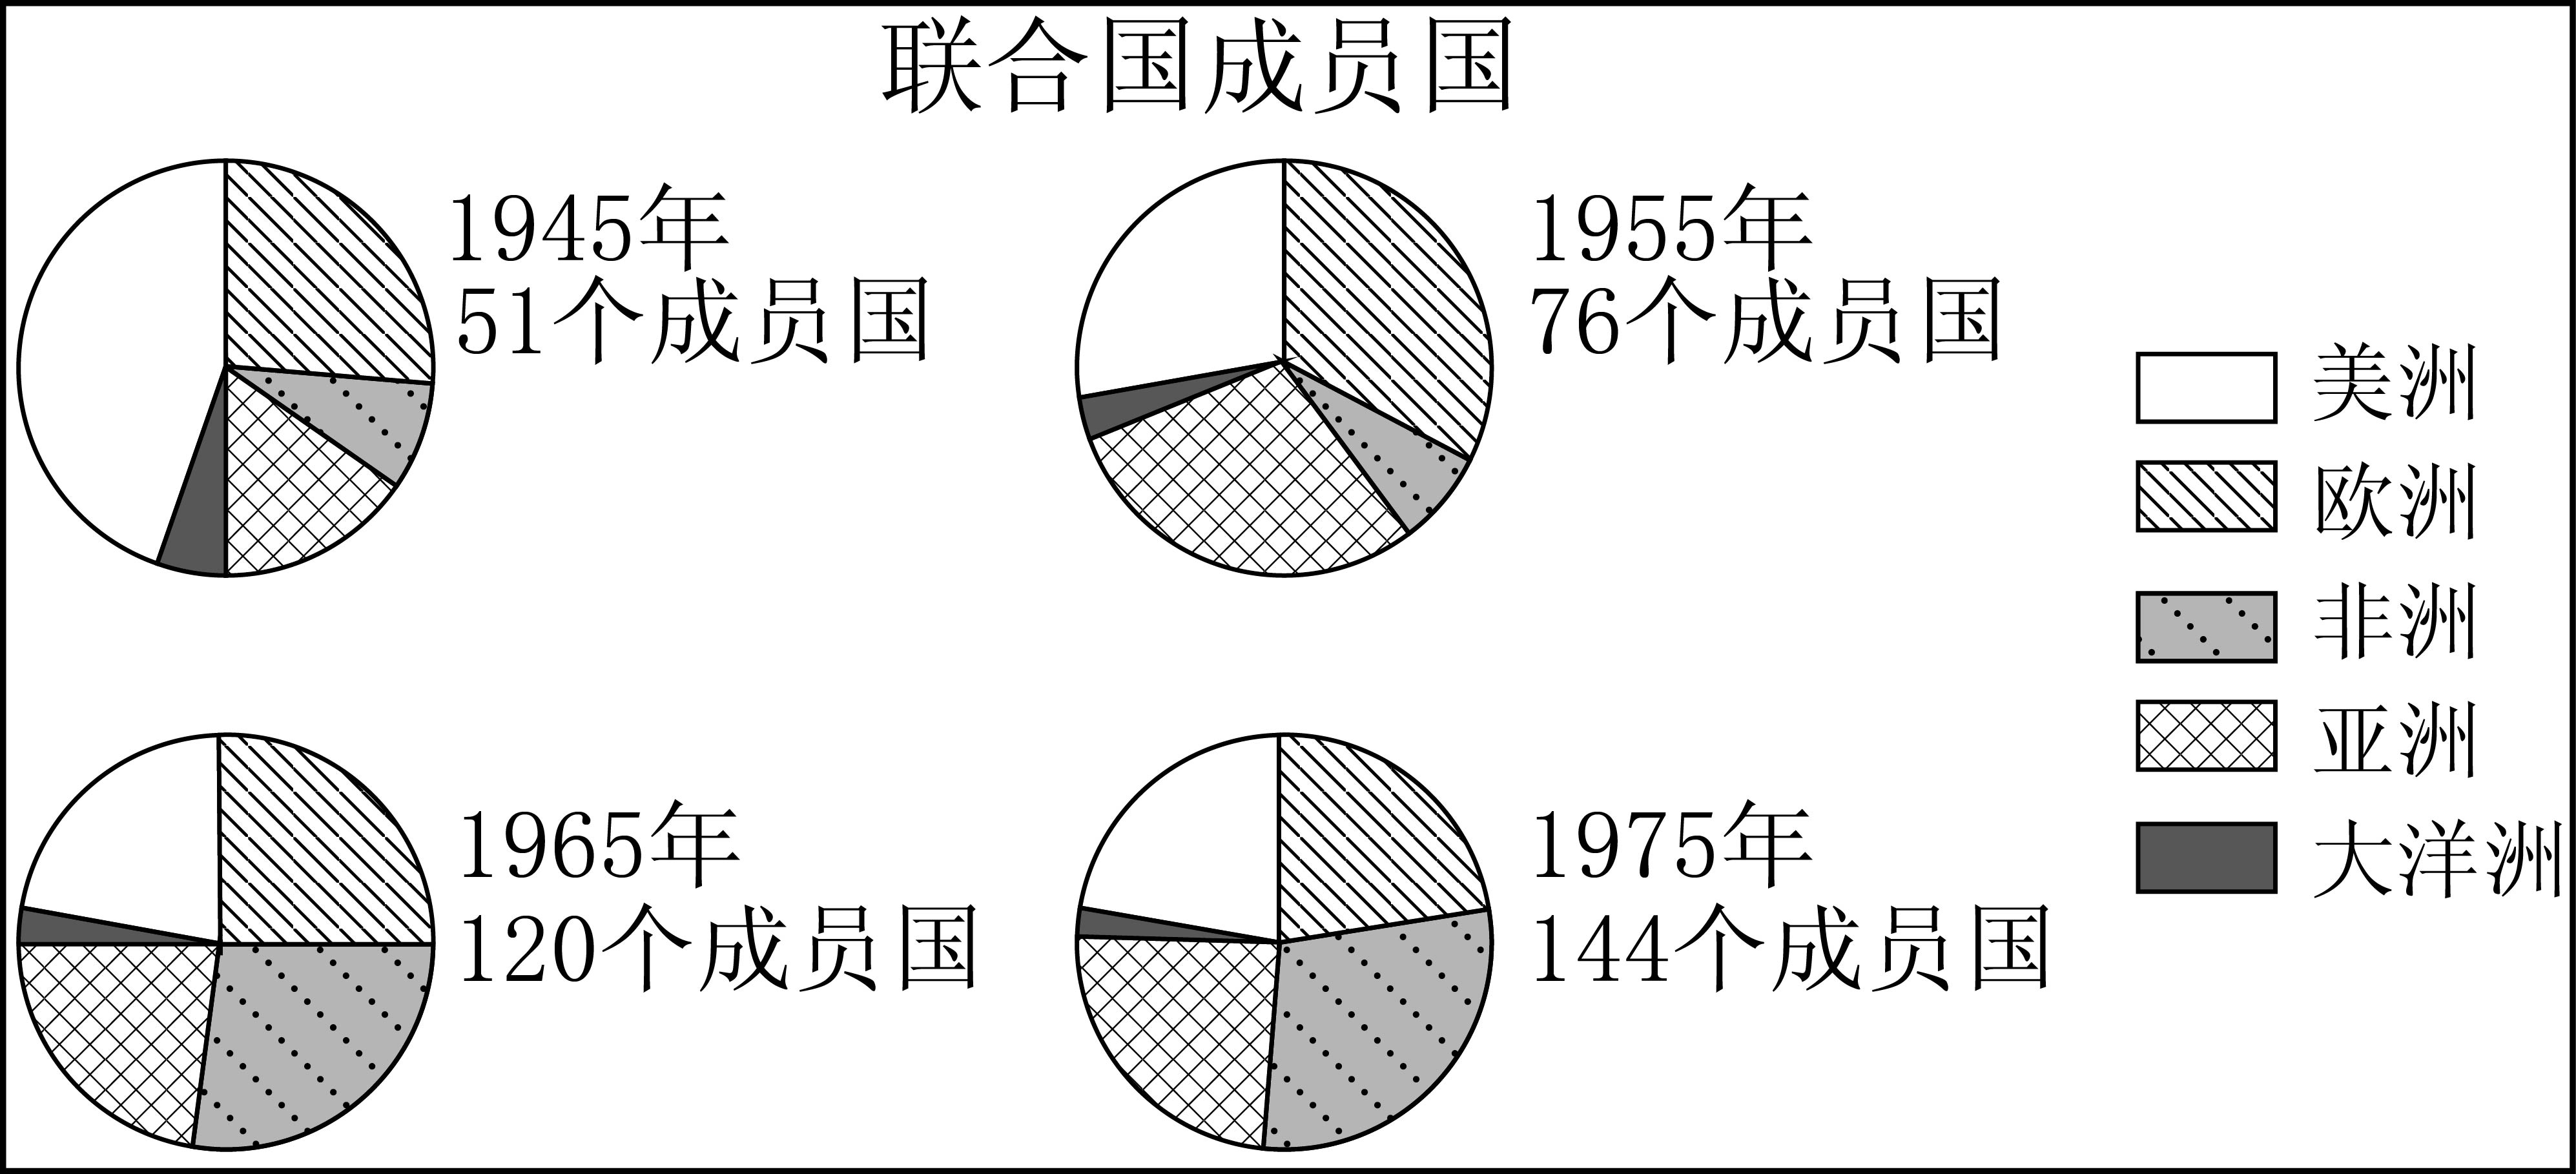 联合国成员国
1945年
51个成员国
1955年
76个成员国
1965年
120个成员国
1975年
144个成员国
美洲
欧洲
非洲
亚洲
大洋洲